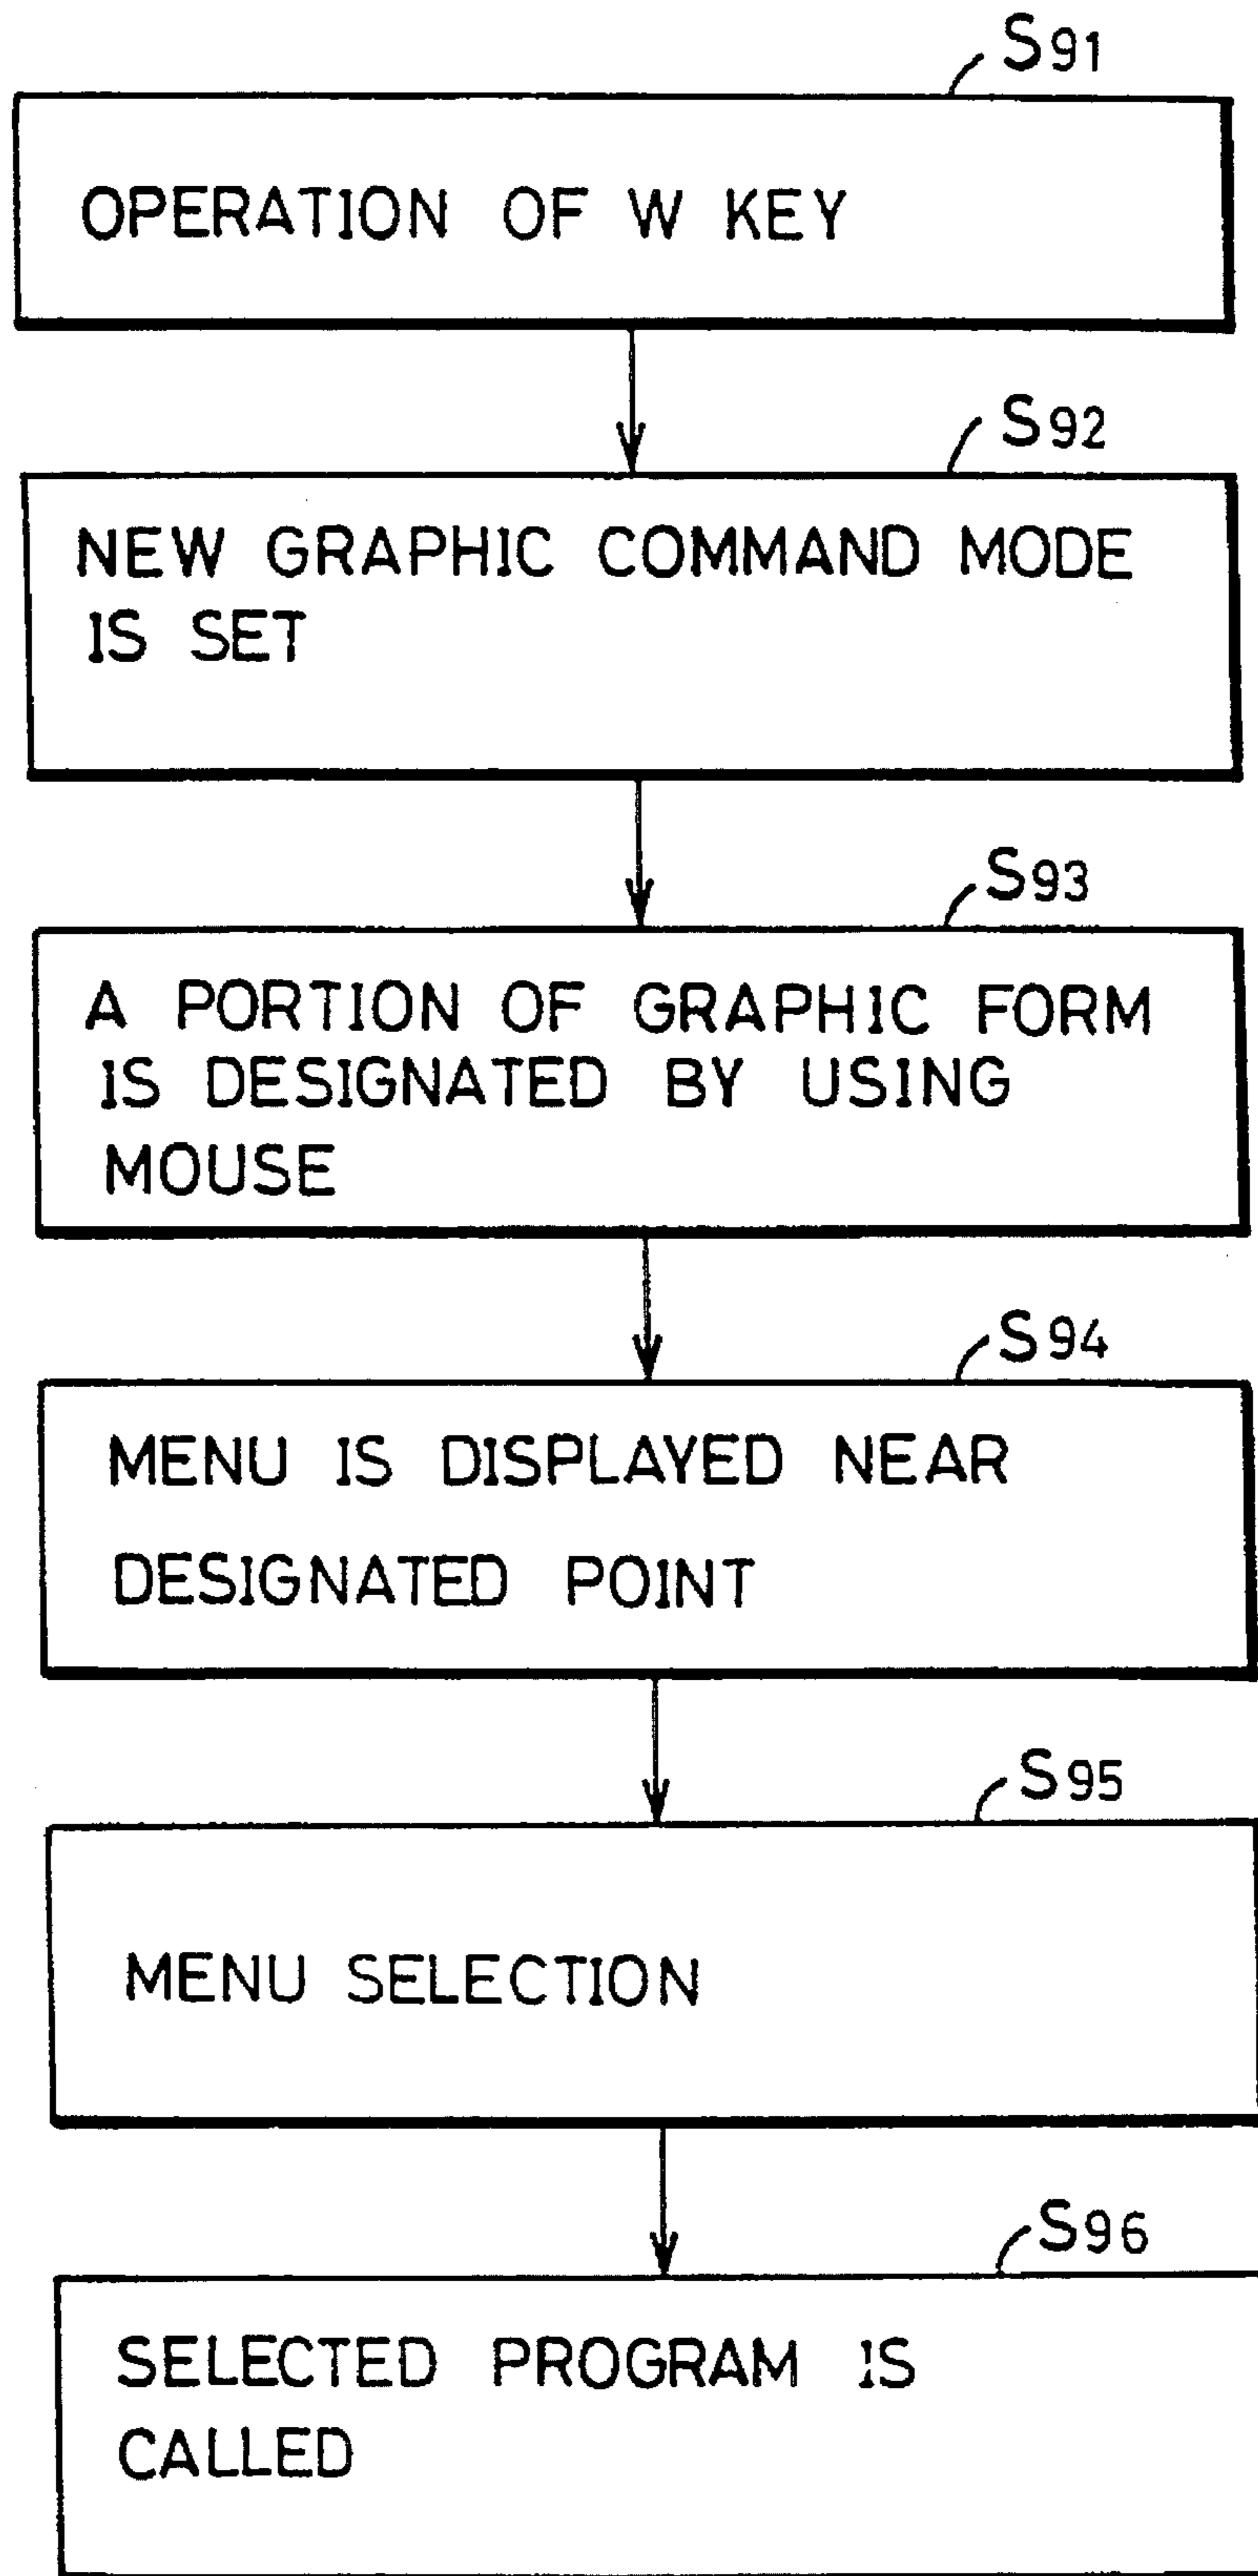 S91
OPERATION OF W KEY
S92
NEW GRAPHIC COMMAND MODE
IS SET
S93
A PORTION OF GRAPHIC FORM
IS DESIGNATED BY USING
MOUSE
S94
MENU IS DISPLAYED NEAR
DESIGNATED POINT
S95
MENU SELECTION
S96
SELECTED PROGRAM IS
CALLED